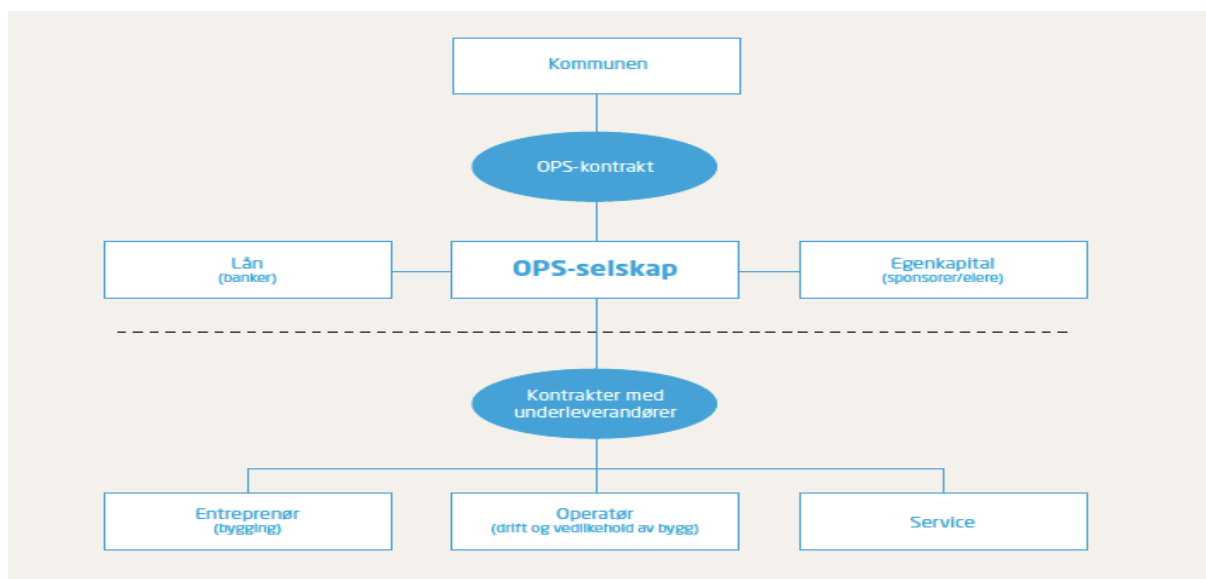 Kommunen
OPS-kontrakt
Lån
(banker)
OPS-selskap
Egenkapital
(sponsorer/eiere)
Kontrakter med
underleverandører
Entreprenør
(bygging)
Operatør
(drift og vedlikehold av bygg)
Service